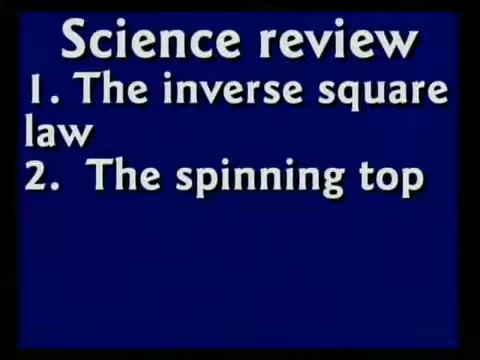 Science review
1. The inverse square
law
2. The spinning top